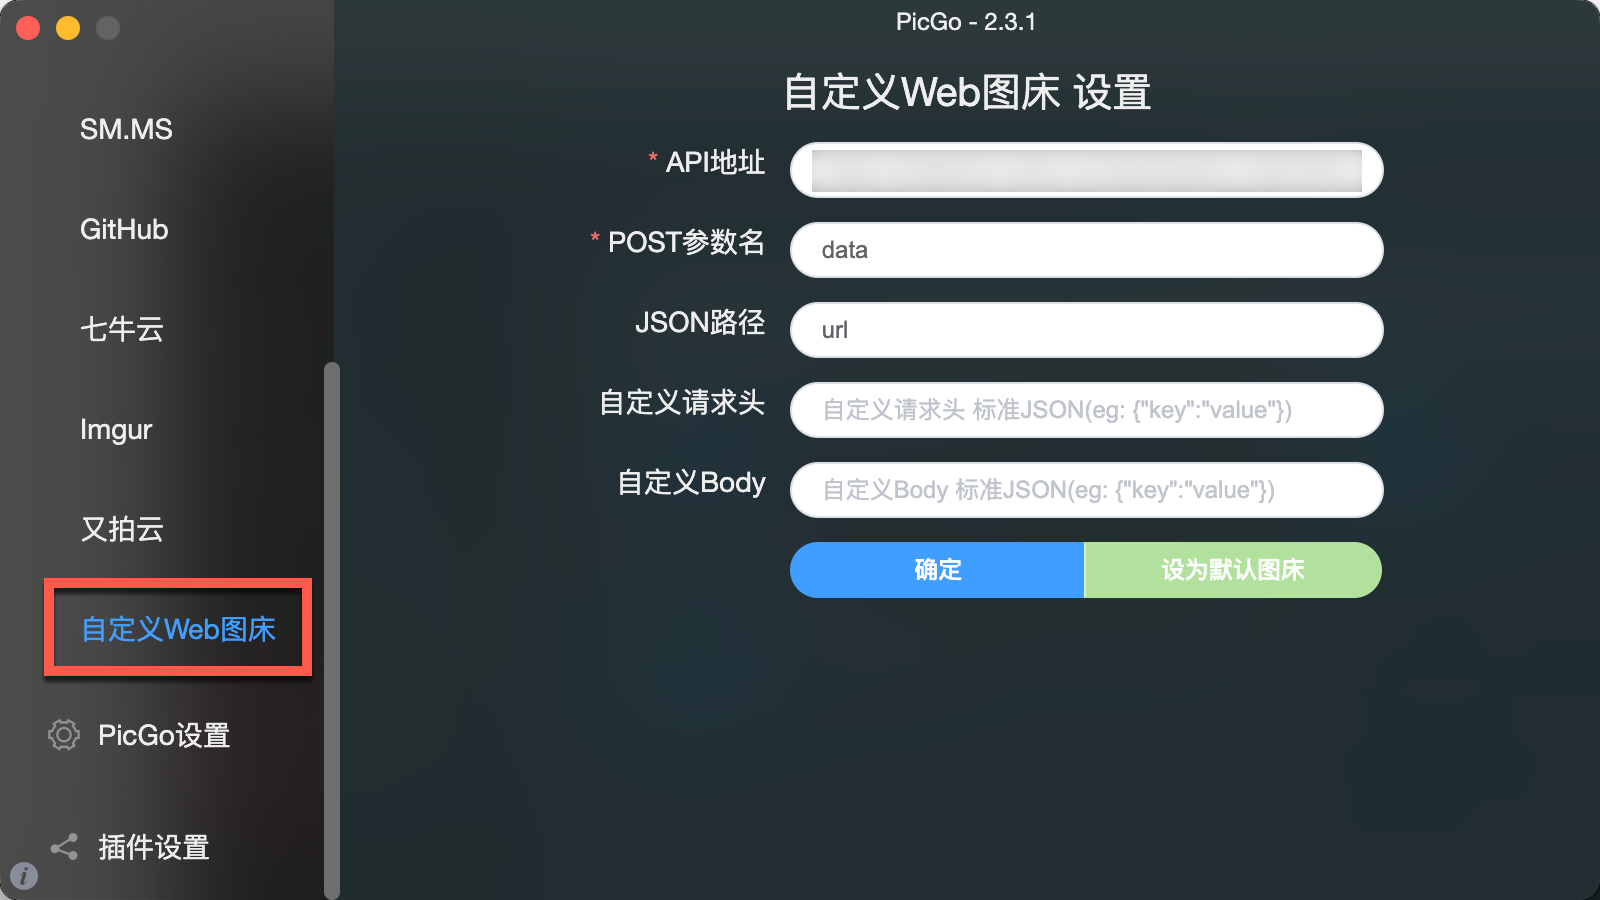 PicGo - 2.3.1
SM.MS
GitHub
七牛云
Imgur
又拍云
自定义Web图床
PicGo设置
插件设置
自定义Web图床 设置
* API地址
* POST参数名
data
JSON路径
url
自定义请求头
自定义请求头 标准JSON(eg: {"key":"value"})
自定义Body
自定义Body 标准JSON(eg: {"key":"value"})
确定
设为默认图床